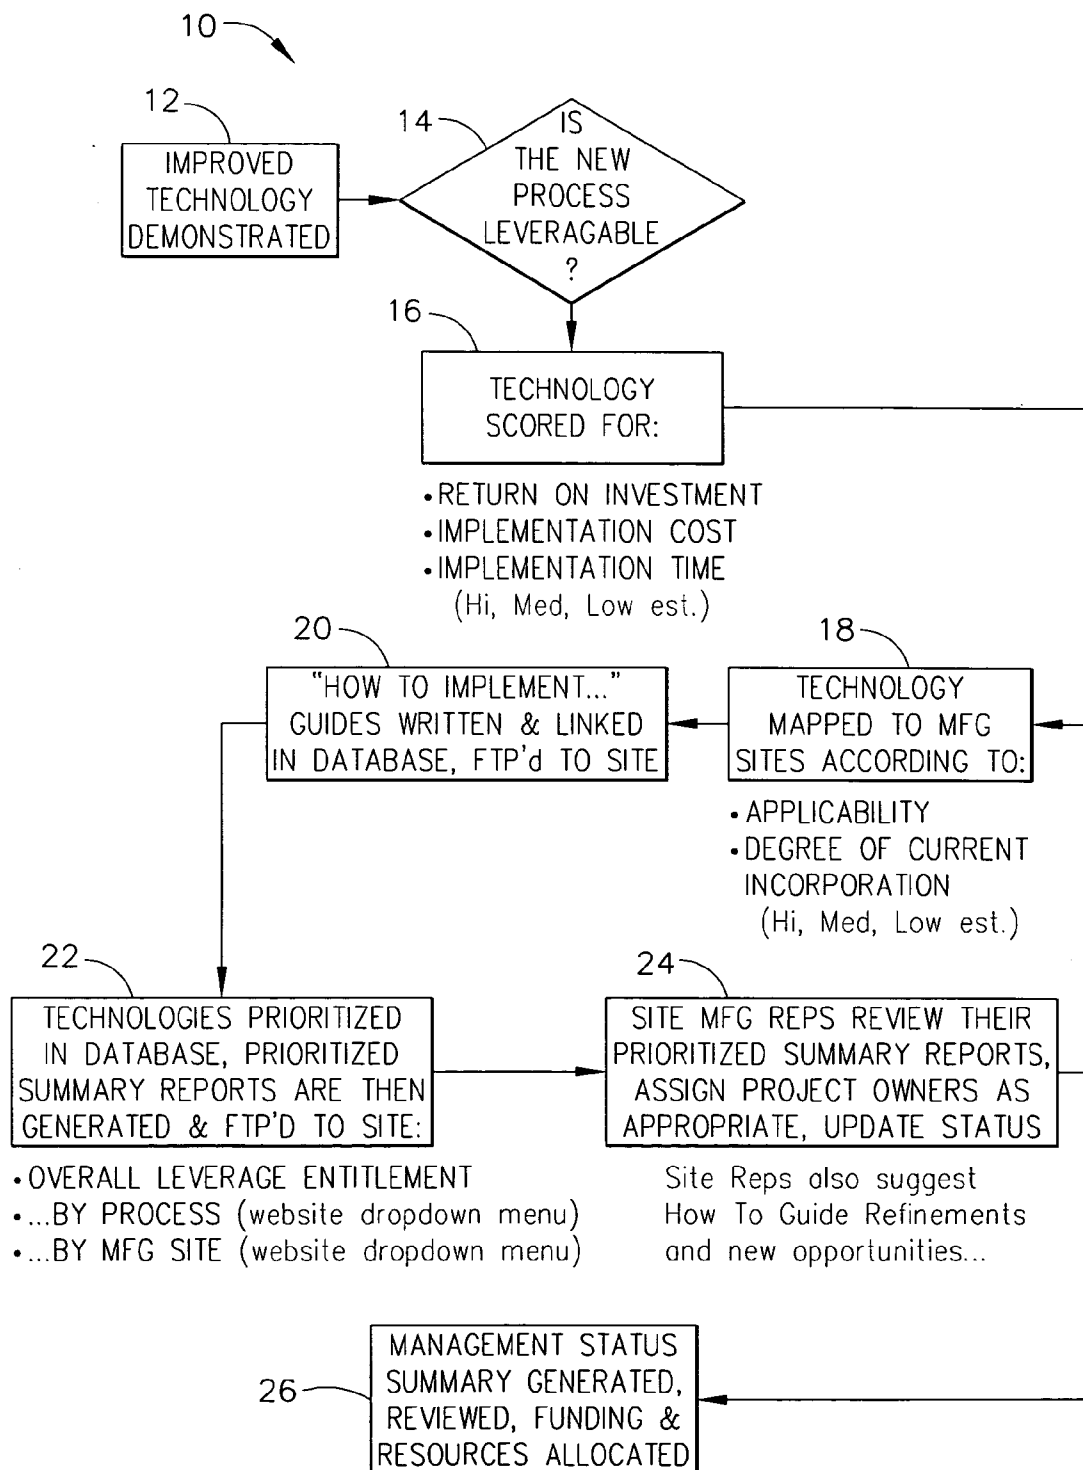 10
12
IMPROVED
TECHNOLOGY
DEMONSTRATED
14
IS
THE NEW
PROCESS
LEVERAGABLE
?
16
TECHNOLOGY
SCORED FOR:
•RETURN ON INVESTMENT
•IMPLEMENTATION COST
•IMPLEMENTATION TIME
(Hi, Med, Low est.)
18
TECHNOLOGY
MAPPED TO MFG
SITES ACCORDING TO:
•APPLICABILITY
•DEGREE OF CURRENT
INCORPORATION
(Hi, Med, Low est.)
20
"HOW TO IMPLEMENT..."
GUIDES WRITTEN & LINKED
IN DATABASE, FTP'd TO SITE
22
TECHNOLOGIES PRIORITIZED
IN DATABASE, PRIORITIZED
SUMMARY REPORTS ARE THEN
GENERATED & FTP'D TO SITE:
•OVERALL LEVERAGE ENTITLEMENT
•...BY PROCESS (website dropdown menu)
•...BY MFG SITE (website dropdown menu)
24
SITE MFG REPS REVIEW THEIR
PRIORITIZED SUMMARY REPORTS,
ASSIGN PROJECT OWNERS AS
APPROPRIATE, UPDATE STATUS
Site Reps also suggest
How To Guide Refinements
and new opportunities...
26
MANAGEMENT STATUS
SUMMARY GENERATED,
REVIEWED, FUNDING &
RESOURCES ALLOCATED